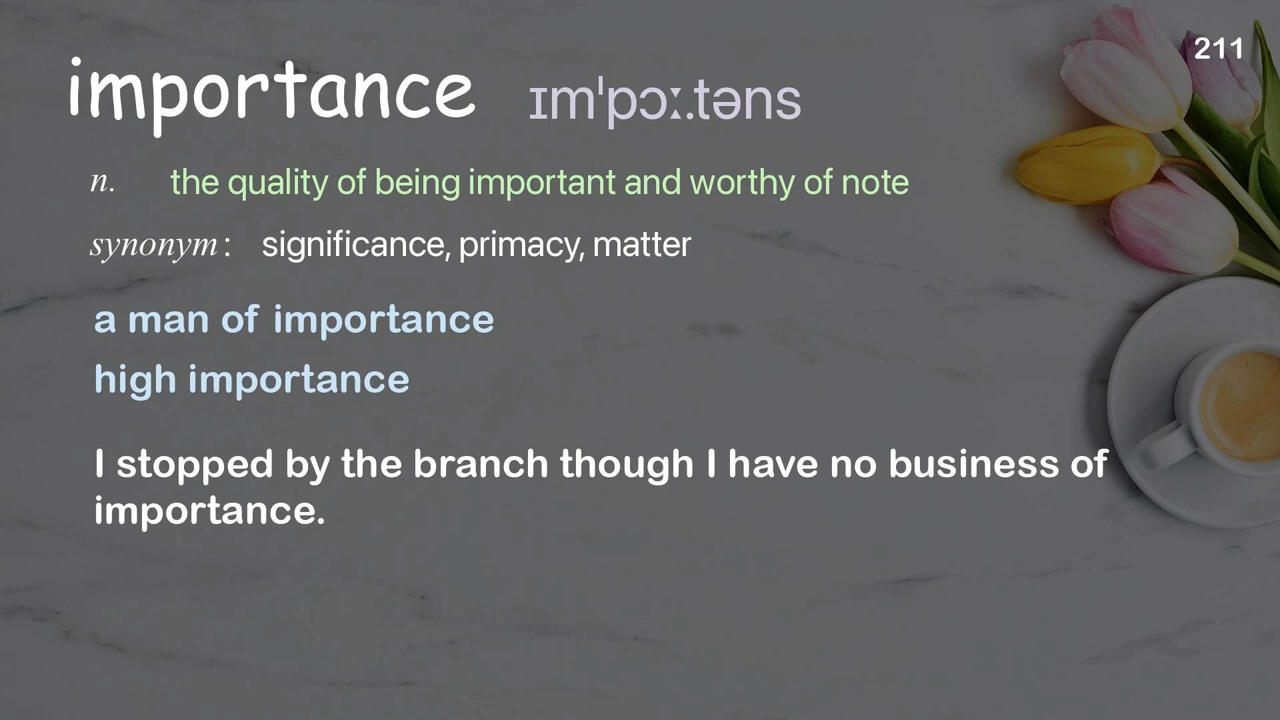 211
importance ɪmˈpɔː.təns
n. the quality of being important and worthy of note
synonym : significance, primacy, matter
a man of importance
high importance
I stopped by the branch though I have no business of
importance.